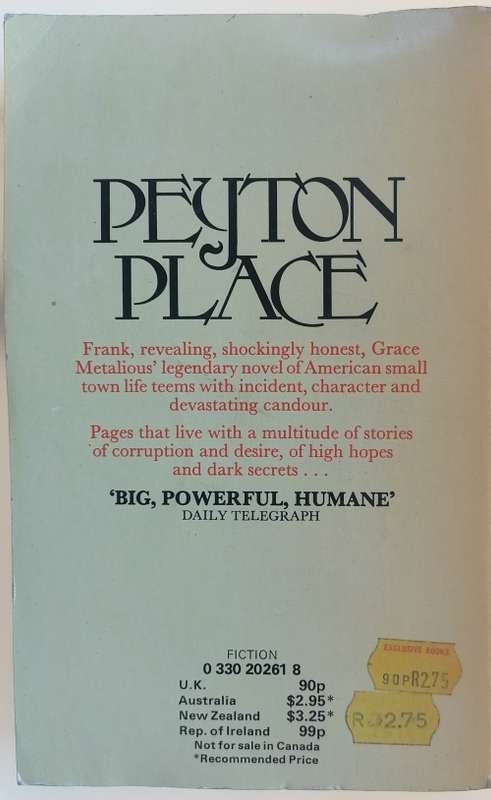 PEYTON
PLACE
Frank, revealing, shockingly honest, Grace
Metalious' legendary novel of American small
town life teems with incident, character and
devastating candour.
Pages that live with a multitude of stories
of corruption and desire, of high hopes
and dark secrets . . .
‘BIG, POWERFUL, HUMANE’
DAILY TELEGRAPH
FICTION
0 330 20261 8
U.K. 90p
Australia $2.95*
New Zealand $3.25*
Rep. of Ireland 99p
Not for sale in Canada
*Recommended Price
EXCLUSIVE BOOKS
90PR2.75
R 2.75